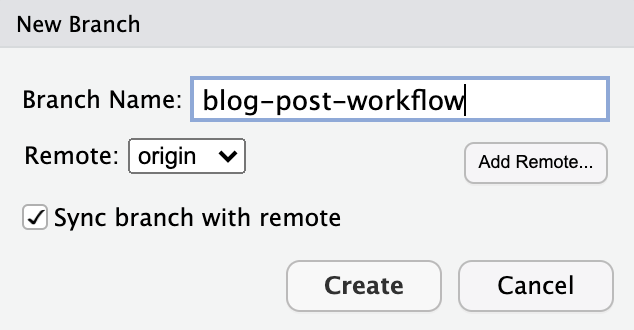 New Branch
Branch Name: blog-post-workflow
Remote: origin Add Remote...
Sync branch with remote
Create Cancel